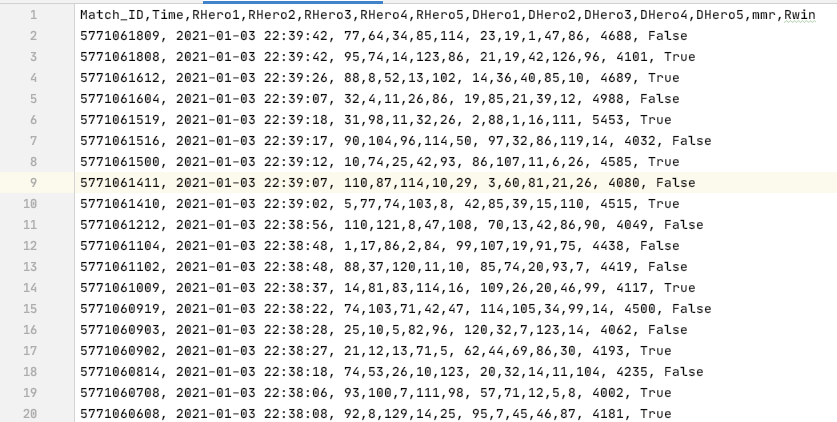 1 Match_ID,Time,RHero1,RHero2,RHero3,RHero4,RHero5,DHero1,DHero2,DHero3,DHero4,DHero5,mmr,Rwin
2 5771061809, 2021-01-03 22:39:42, 77,64,34,85,114, 23,19,1,47,86, 4688, False
3 5771061808, 2021-01-03 22:39:42, 95,74,14,123,86, 21,19,42,126,96, 4101, True
4 5771061612, 2021-01-03 22:39:26, 88,8,52,13,102, 14,36,40,85,10, 4689, True
5 5771061604, 2021-01-03 22:39:07, 32,4,11,26,86, 19,85,21,39,12, 4988, False
6 5771061519, 2021-01-03 22:39:18, 31,98,11,32,26, 2,88,1,16,111, 5453, True
7 5771061516, 2021-01-03 22:39:17, 90,104,96,114,50, 97,32,86,119,14, 4032, False
8 5771061500, 2021-01-03 22:39:12, 10,74,25,42,93, 86,107,11,6,26, 4585, True
9 5771061411, 2021-01-03 22:39:07, 110,87,114,10,29, 3,60,81,21,26, 4080, False
10 5771061410, 2021-01-03 22:39:02, 5,77,74,103,8, 42,85,39,15,110, 4515, True
11 5771061212, 2021-01-03 22:38:56, 110,121,8,47,108, 70,13,42,86,90, 4049, False
12 5771061104, 2021-01-03 22:38:48, 1,17,86,2,84, 99,107,19,91,75, 4438, False
13 5771061102, 2021-01-03 22:38:48, 88,37,120,11,10, 85,74,20,93,7, 4419, False
14 5771061009, 2021-01-03 22:38:37, 14,81,83,114,16, 109,26,20,46,99, 4117, True
15 5771060919, 2021-01-03 22:38:22, 74,103,71,42,47, 114,105,34,99,14, 4500, False
16 5771060903, 2021-01-03 22:38:28, 25,10,5,82,96, 120,32,7,123,14, 4062, False
17 5771060902, 2021-01-03 22:38:27, 21,12,13,71,5, 62,44,69,86,30, 4193, True
18 5771060814, 2021-01-03 22:38:18, 74,53,26,10,123, 20,32,14,11,104, 4235, False
19 5771060708, 2021-01-03 22:38:06, 93,100,7,111,98, 57,71,12,5,8, 4002, True
20 5771060608, 2021-01-03 22:38:08, 92,8,129,14,25, 95,7,45,46,87, 4181, True